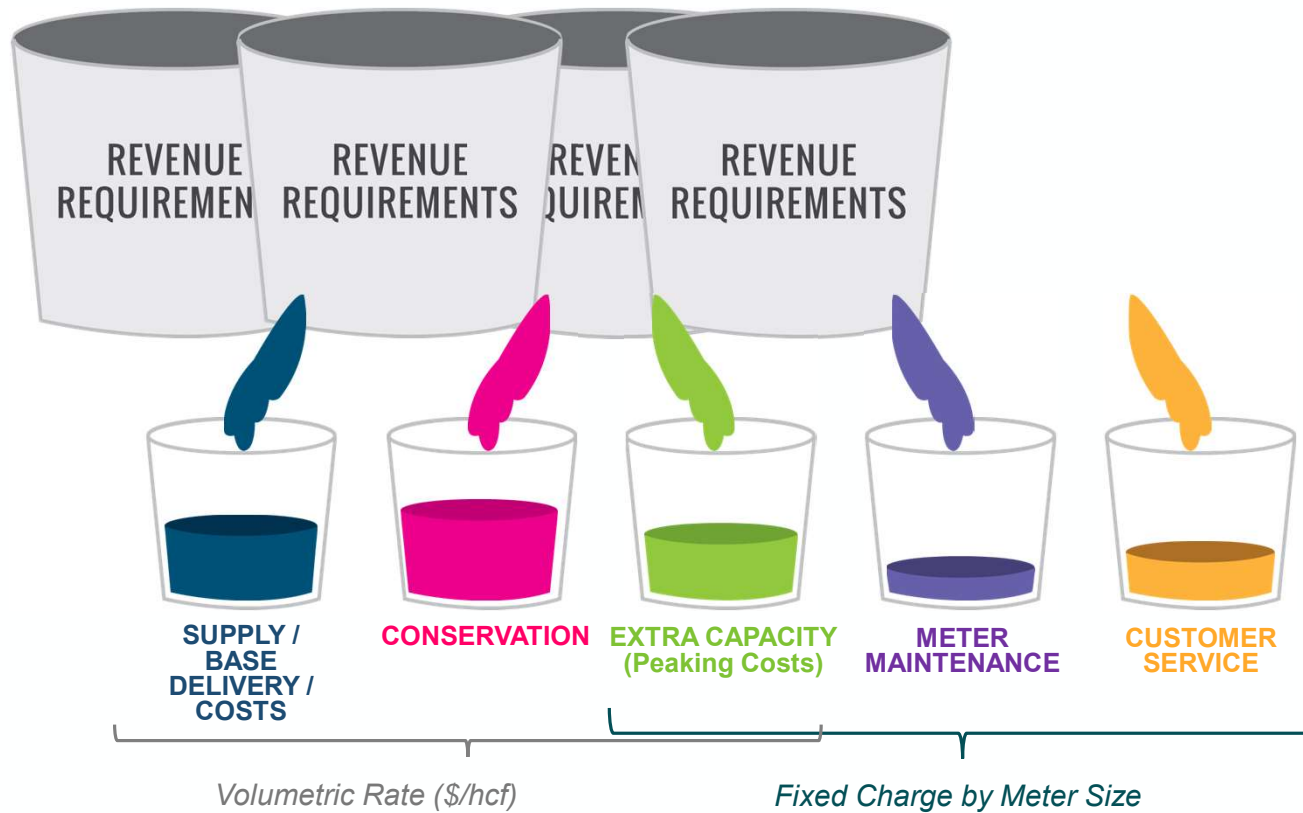 REVENUE
REQUIREMEN
REVENUE
REQUIREMENTS
REVEN
QUIREM
REVENUE
REQUIREMENTS
SUPPLY /
BASE
DELIVERY /
COSTS
CONSERVATION
EXTRA CAPACITY
(Peaking Costs)
METER
MAINTENANCE
CUSTOMER
SERVICE
Volumetric Rate ($/hcf)
Fixed Charge by Meter Size